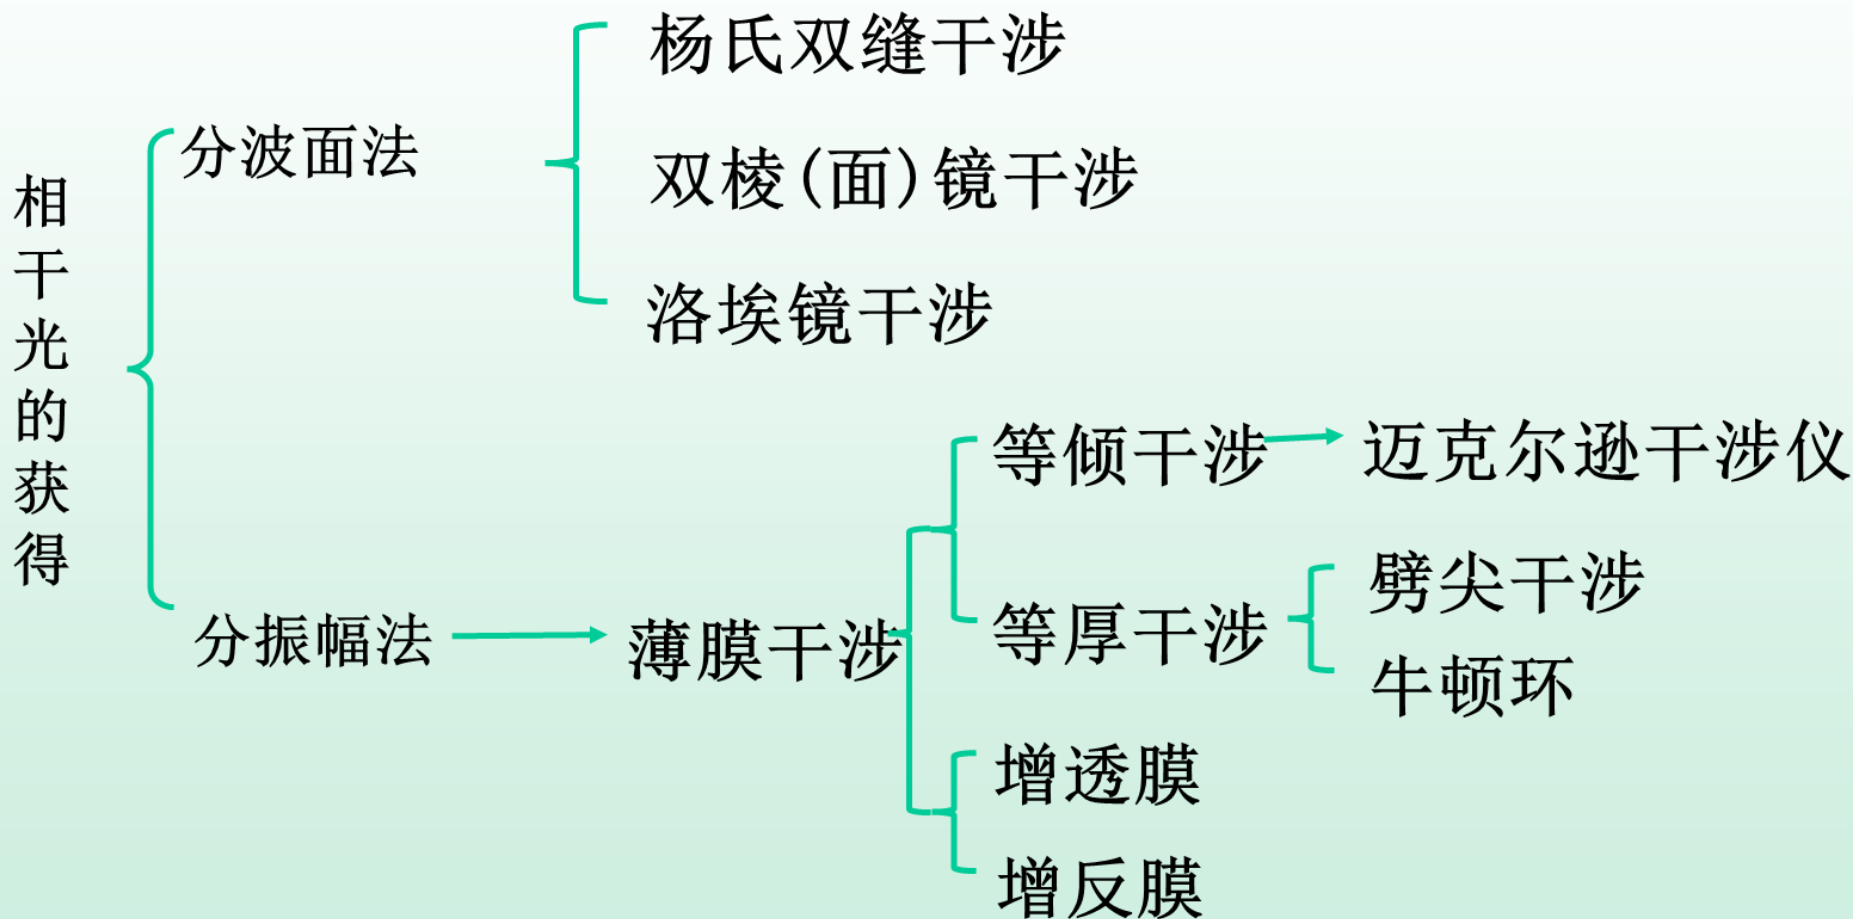 相干光的获得
分波面法
杨氏双缝干涉
双棱(面)镜干涉
洛埃镜干涉
分振幅法
薄膜干涉
等倾干涉
迈克尔逊干涉仪
等厚干涉
劈尖干涉
牛顿环
增透膜
增反膜